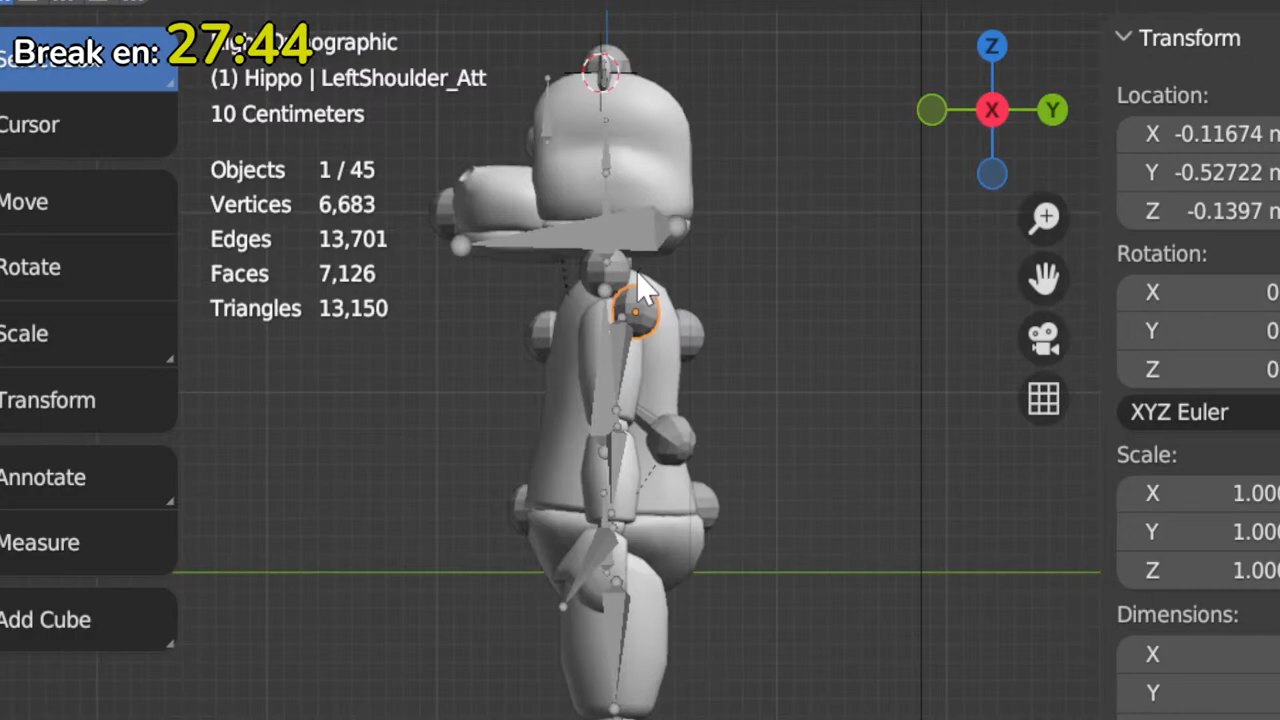 Break en: 27:44
Orthographic
(1) Hippo | LeftShoulder_Att
10 Centimeters
Objects 1 / 45
Vertices 6,683
Edges 13,701
Faces 7,126
Triangles 13,150
Cursor
Move
Rotate
Scale
Transform
Annotate
Measure
Add Cube
Z
X
Y
Transform
Location:
X -0.11674 m
Y -0.52722 m
Z -0.1397 m
Rotation:
X 0
Y 0
Z 0
XYZ Euler
Scale:
X 1.000
Y 1.000
Z 1.000
Dimensions:
X
Y